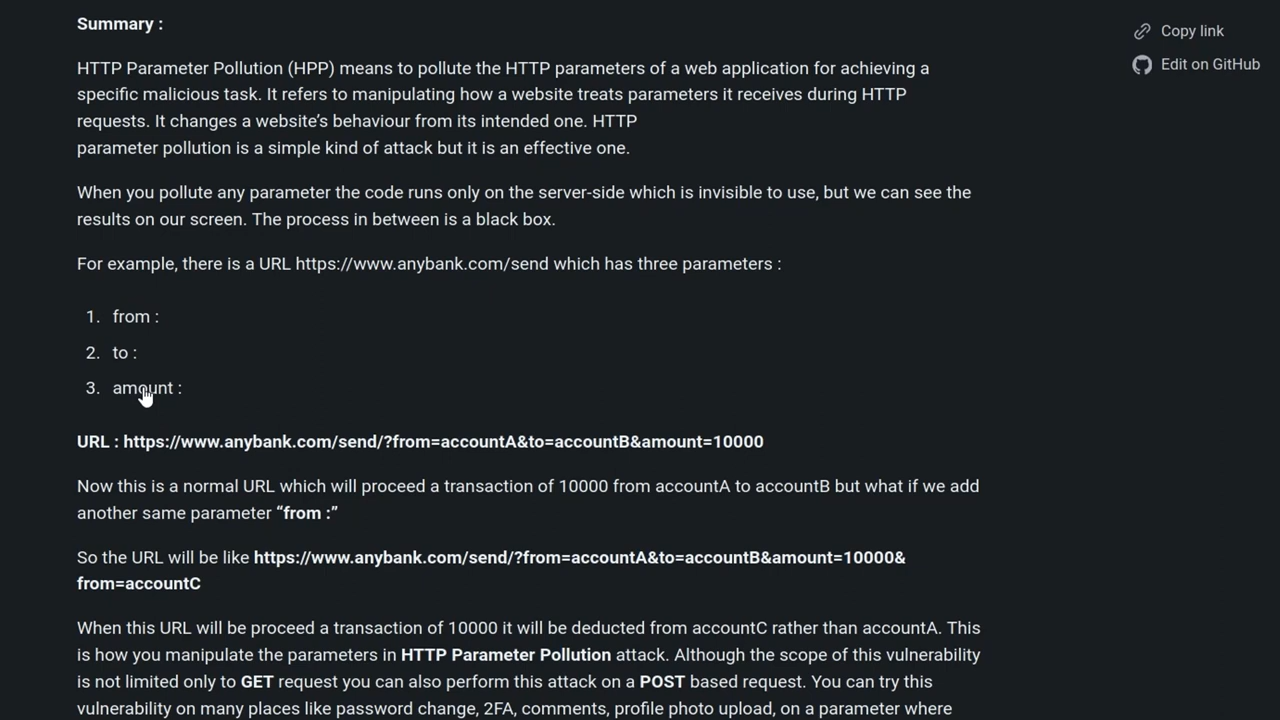 Summary :
Copy link
Edit on GitHub
HTTP Parameter Pollution (HPP) means to pollute the HTTP parameters of a web application for achieving a
specific malicious task. It refers to manipulating how a website treats parameters it receives during HTTP
requests. It changes a website’s behaviour from its intended one. HTTP
parameter pollution is a simple kind of attack but it is an effective one.
When you pollute any parameter the code runs only on the server-side which is invisible to use, but we can see the
results on our screen. The process in between is a black box.
For example, there is a URL https://www.anybank.com/send which has three parameters :
1. from :
2. to :
3. amount :
URL : https://www.anybank.com/send/?from=accountA&to=accountB&amount=10000
Now this is a normal URL which will proceed a transaction of 10000 from accountA to accountB but what if we add
another same parameter “from :”
So the URL will be like https://www.anybank.com/send/?from=accountA&to=accountB&amount=10000&
from=accountC
When this URL will be proceed a transaction of 10000 it will be deducted from accountC rather than accountA. This
is how you manipulate the parameters in HTTP Parameter Pollution attack. Although the scope of this vulnerability
is not limited only to GET request you can also perform this attack on a POST based request. You can try this
vulnerability on many places like password change, 2FA, comments, profile photo upload, on a parameter where